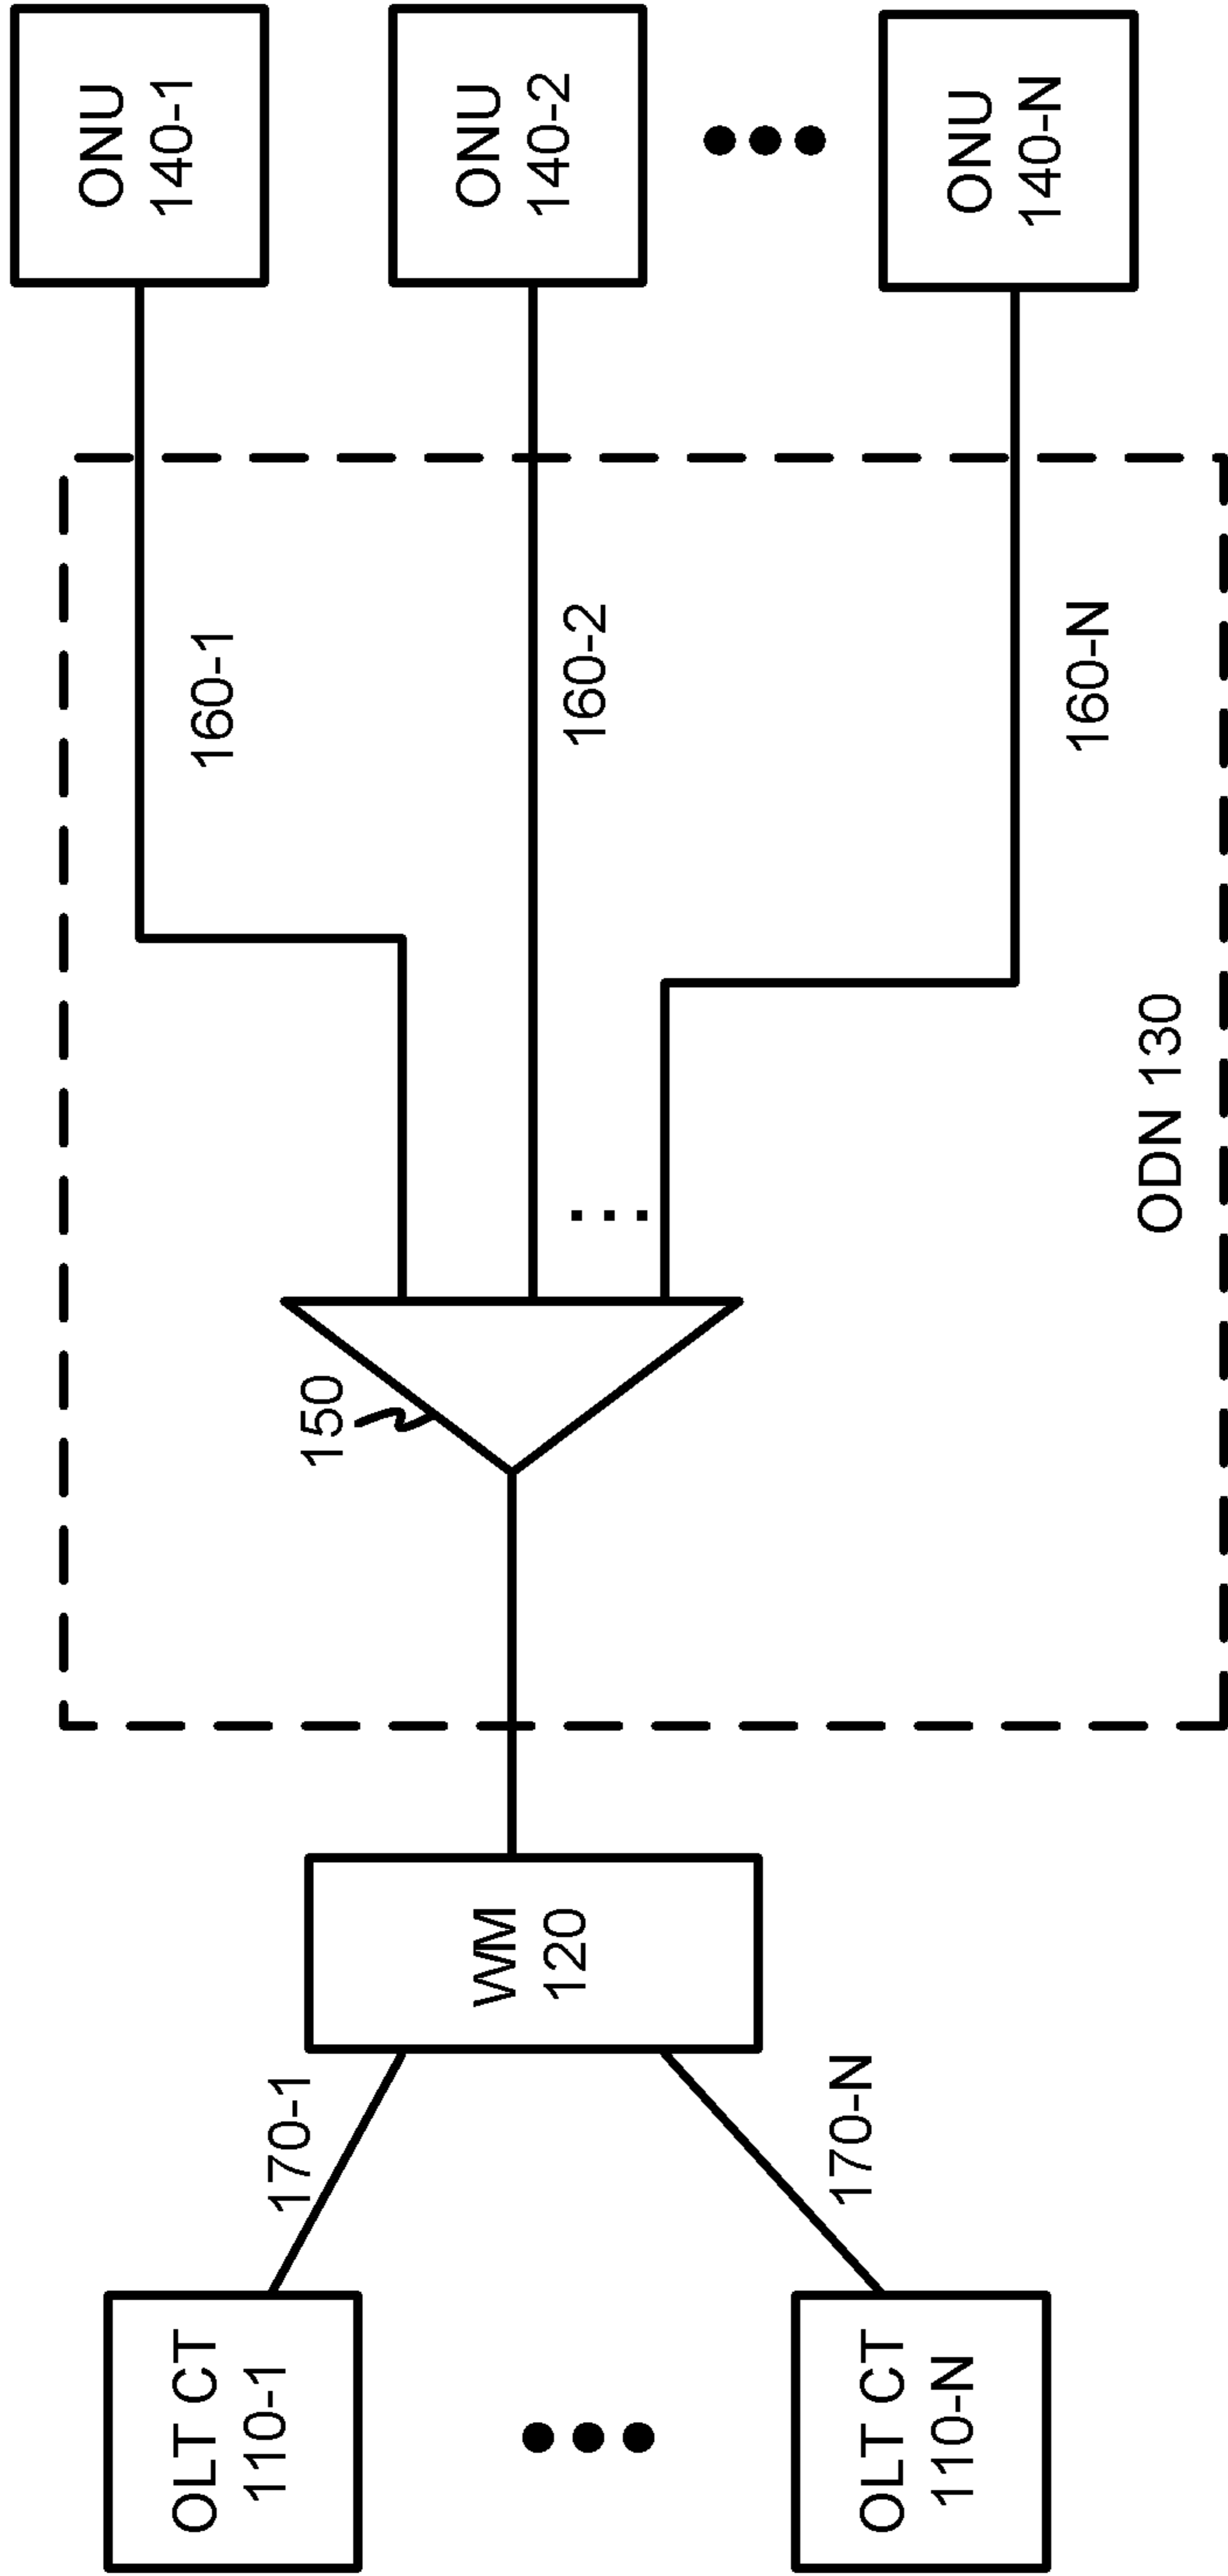 OLT CT
110-1
OLT CT
110-N
170-1
170-N
WM
120
150
160-1
160-2
160-N
ODN 130
ONU
140-1
ONU
140-2
ONU
140-N